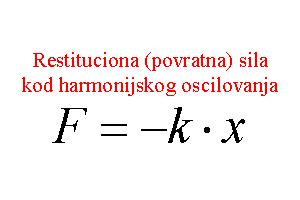 Restituciona (povratna) sila
kod harmonijskog oscilovanja
F = −k · x